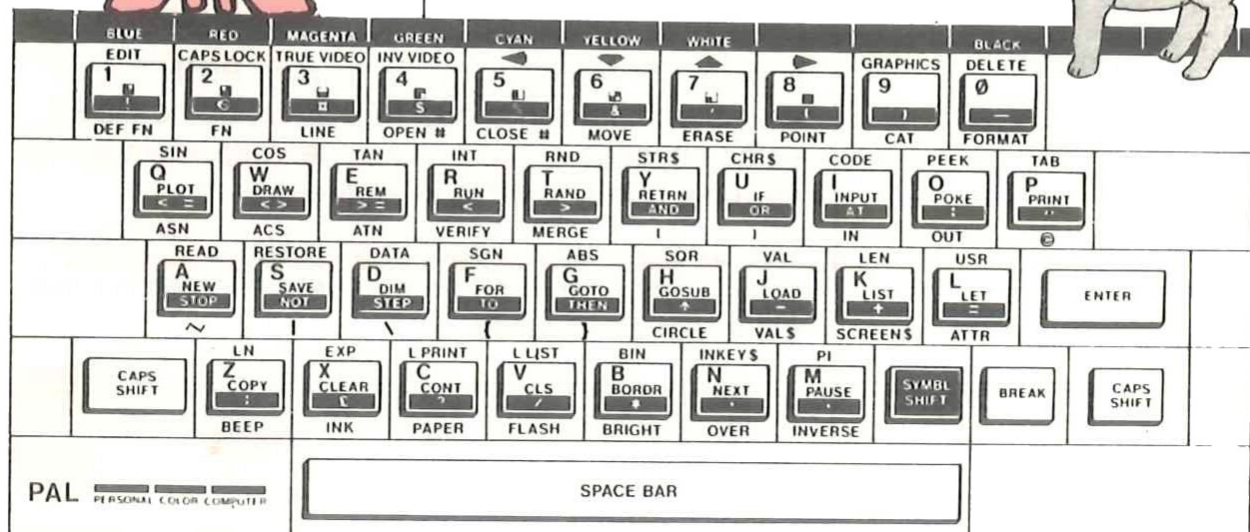 BLUE RED MAGENTA GREEN CYAN YELLOW WHITE BLACK
EDIT CAPS LOCK TRUE VIDEO INV VIDEO GRAPHICS DELETE
1 2 3 4 5 6 7 8 9 Ø
! $ & ' ( ) _
DEF FN FN LINE OPEN # CLOSE # MOVE ERASE POINT CAT FORMAT
SIN COS TAN INT RND STR$ CHR$ CODE PEEK TAB
Q W E R T Y U I O P
PLOT DRAW REM RUN RAND RETRN IF INPUT POKE PRINT
< = < > > = < > AND OR AT ; "
ASN ACS ATN VERIFY MERGE IN OUT ©
READ RESTORE DATA SGN ABS SQR VAL LEN USR
A S D F G H J K L
NEW SAVE DIM FOR GOTO GOSUB LOAD LIST LET ENTER
STOP NOT STEP TO THEN ↑ − + =
~ | \ { } CIRCLE VAL$ SCREEN$ ATTR
LN EXP L PRINT L LIST BIN INKEY$ PI
CAPS SHIFT Z X C V B N M SYMBL SHIFT BREAK CAPS SHIFT
COPY CLEAR CONT CLS BORDR NEXT PAUSE
: £ ? / *
BEEP INK PAPER FLASH BRIGHT OVER INVERSE
PAL PERSONAL COLOR COMPUTER SPACE BAR